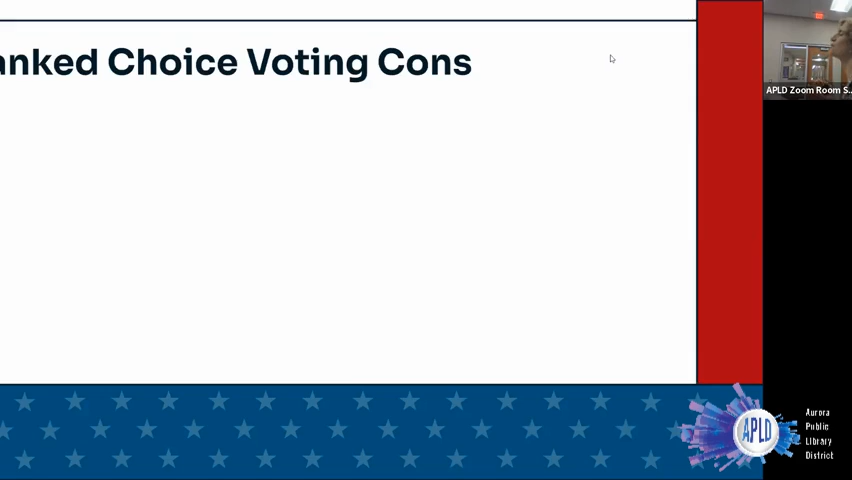 anked Choice Voting Cons
APLD Zoom Room S...
APLD
Aurora
Public
Library
District